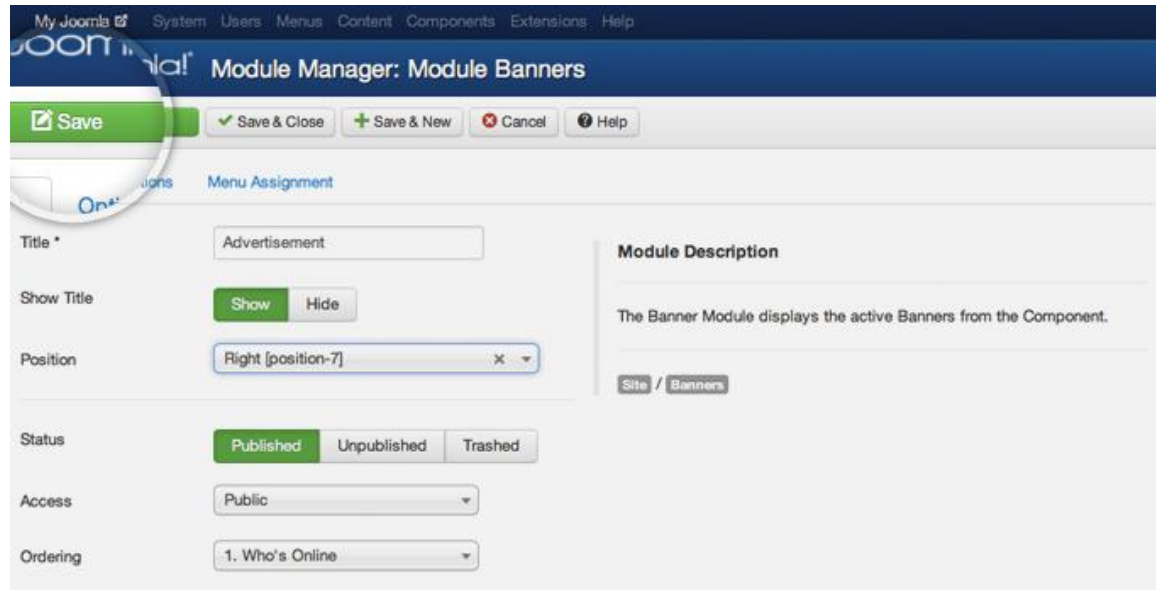 My Joomla System Users Menus Content Components Extensions Help
Module Manager: Module Banners
Save Save & Close Save & New Cancel Help
Menu Assignment
Title * Advertisement
Module Description
Show Title Show Hide
The Banner Module displays the active Banners from the Component.
Position Right [position-7]
Site / Banners
Status Published Unpublished Trashed
Access Public
Ordering 1. Who's Online